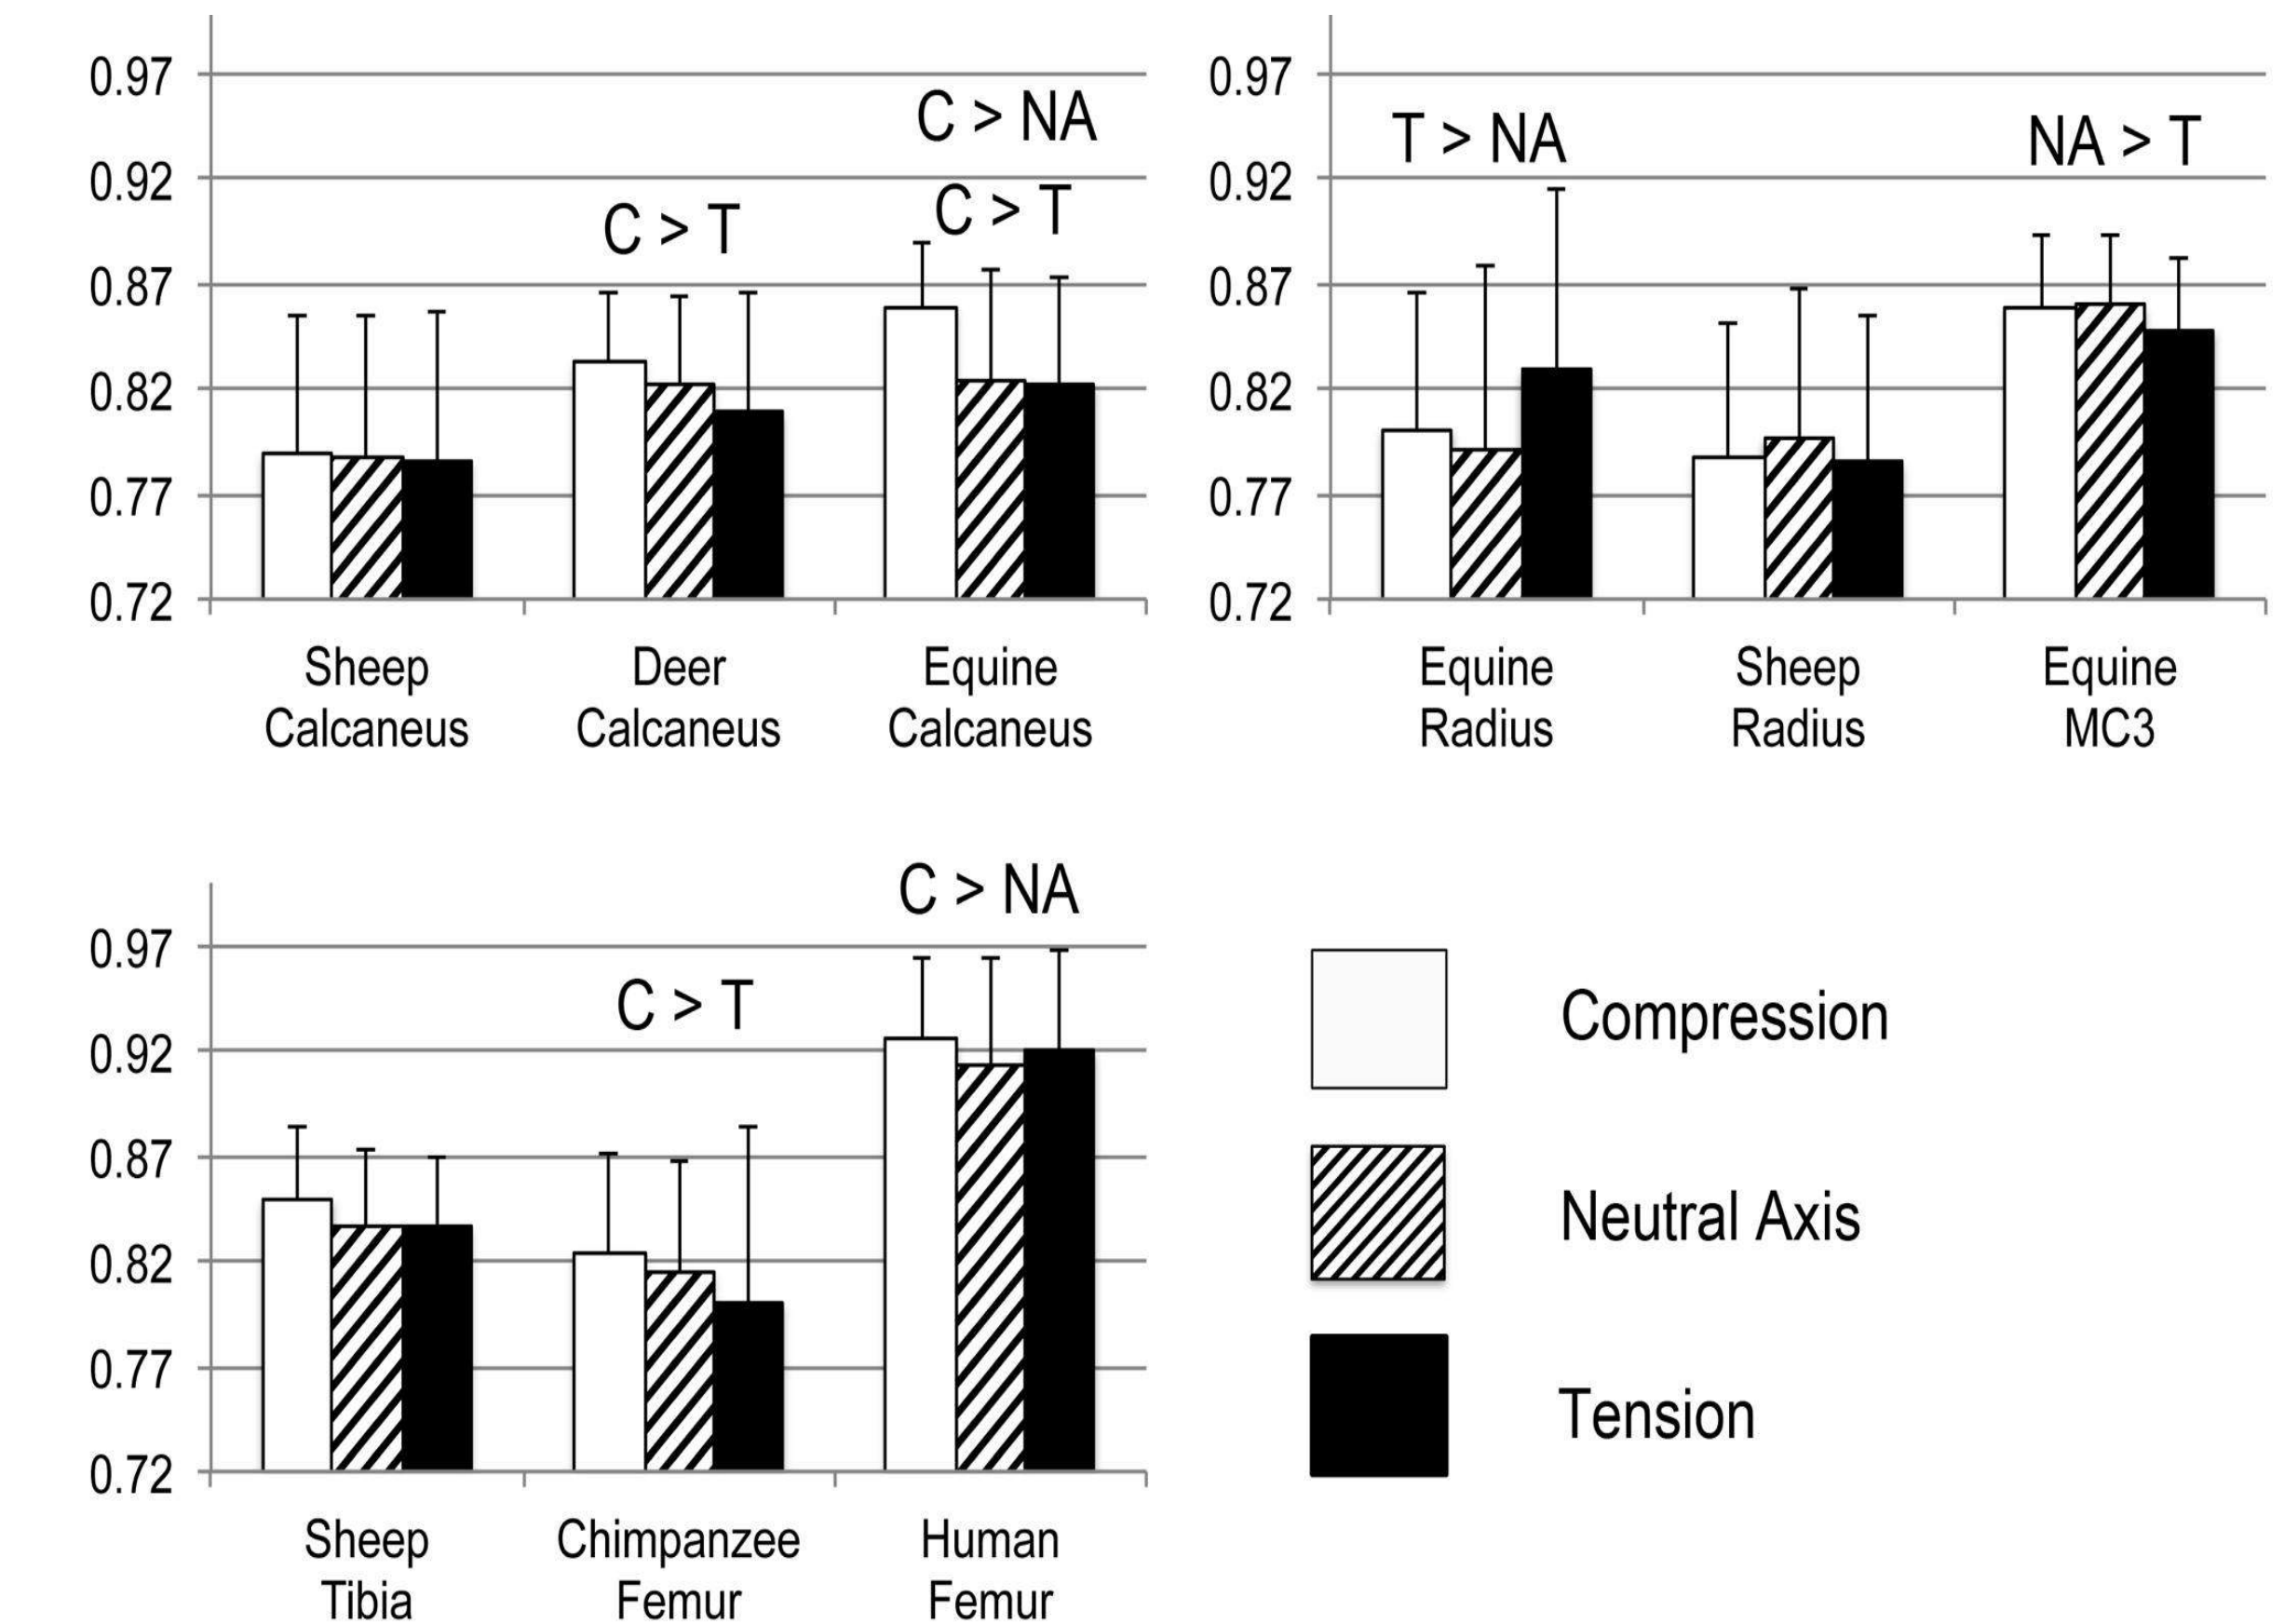 0.97
0.92
0.87
0.82
0.77
0.72
C > NA
C > T
C > T
Sheep
Calcaneus
Deer
Calcaneus
Equine
Calcaneus
0.97
0.92
0.87
0.82
0.77
0.72
T > NA
NA > T
Equine
Radius
Sheep
Radius
Equine
MC3
0.97
0.92
0.87
0.82
0.77
0.72
C > NA
C > T
Sheep
Tibia
Chimpanzee
Femur
Human
Femur
Compression
Neutral Axis
Tension